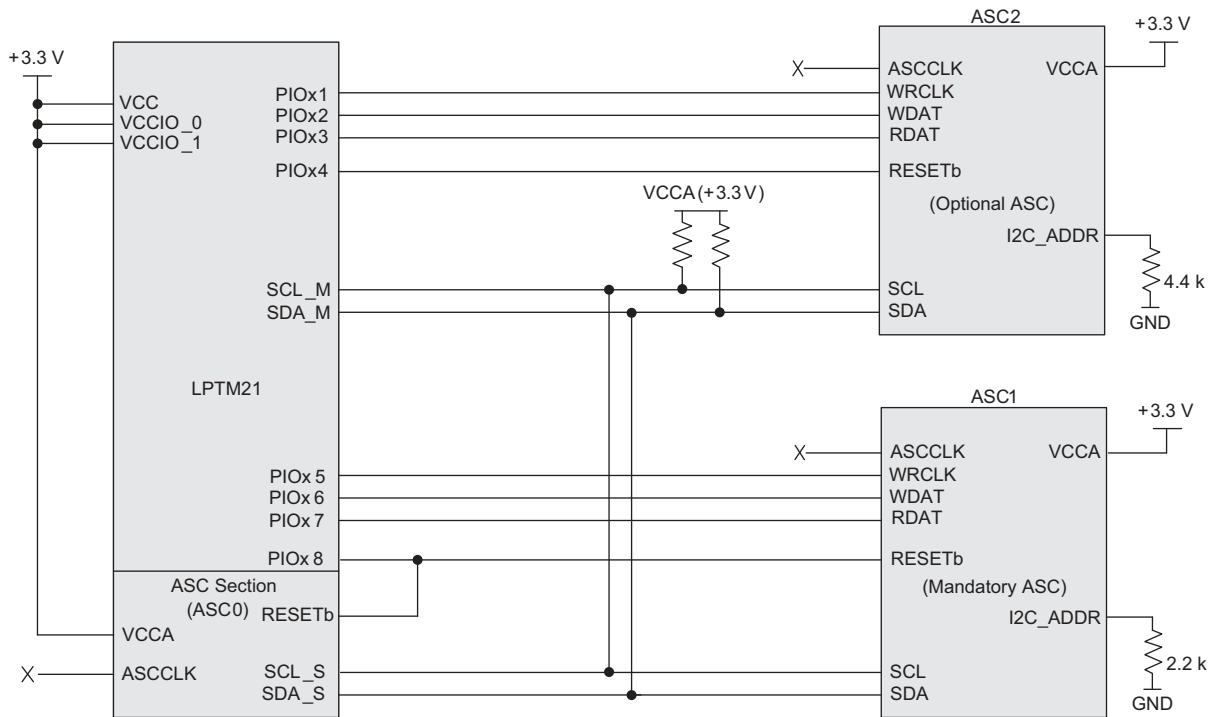 ASC2
+3.3 V
+3.3 V
ASCCLK
VCCA
WRCLK
WDAT
RDAT
RESETb
(Optional ASC)
I2C_ADDR
SCL
SDA
4.4 k
GND
VCC
VCCIO_0
VCCIO_1
PIOx1
PIOx2
PIOx3
PIOx4
VCCA (+3.3 V)
SCL_M
SDA_M
LPTM21
PIOx 5
PIOx 6
PIOx 7
PIOx 8
ASC Section
(ASC0)
RESETb
VCCA
X
ASCCLK
SCL_S
SDA_S
X
ASC1
+3.3 V
X
ASCCLK
VCCA
WRCLK
WDAT
RDAT
RESETb
(Mandatory ASC)
I2C_ADDR
SCL
SDA
2.2 k
GND